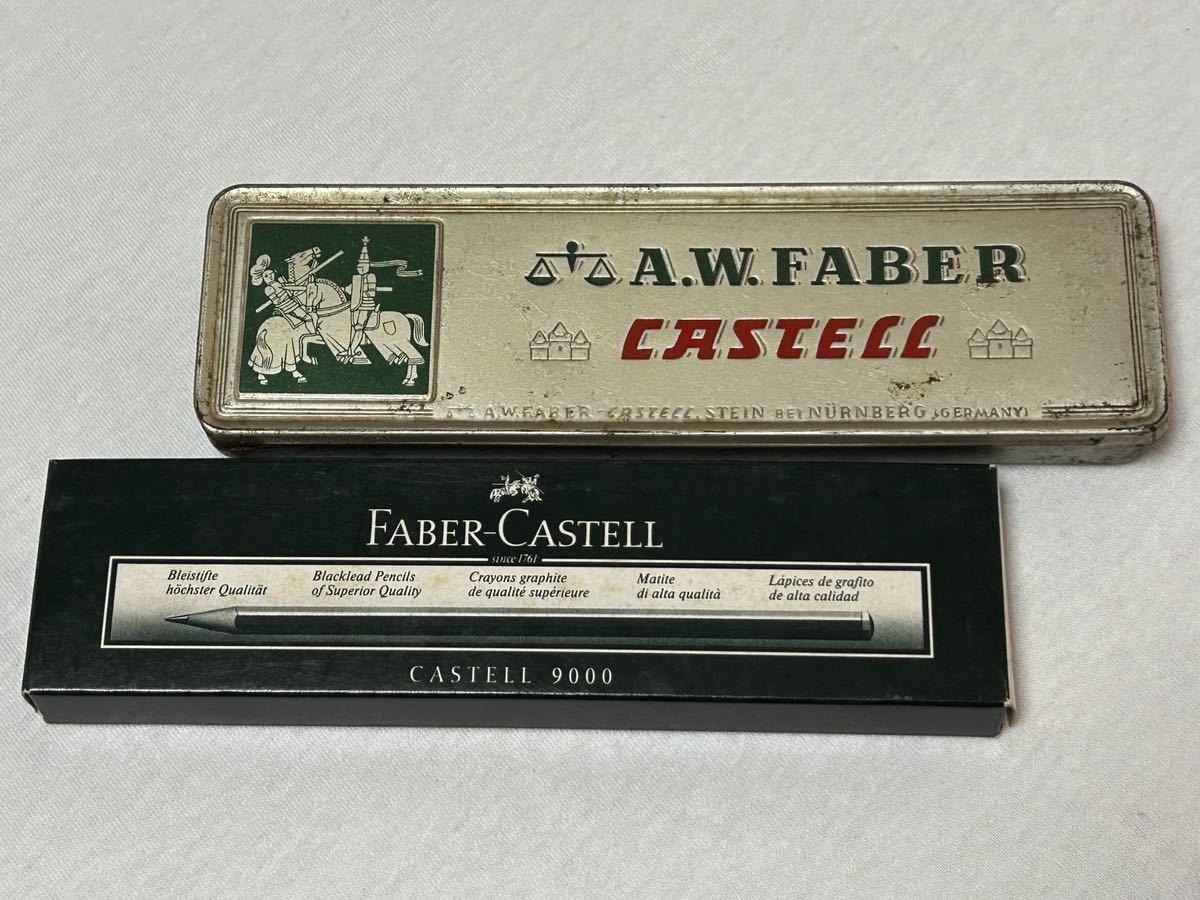 A.W.FABER
CASTELL
A.W.FABER-CASTELL, STEIN BEI NÜRNBERG (GERMANY)
FABER-CASTELL
since 1761
Bleistifte
höchster Qualität
Blacklead Pencils
of Superior Quality
Crayons graphite
de qualité supérieure
Matite
di alta qualità
Lápices de grafito
de alta calidad
CASTELL 9000